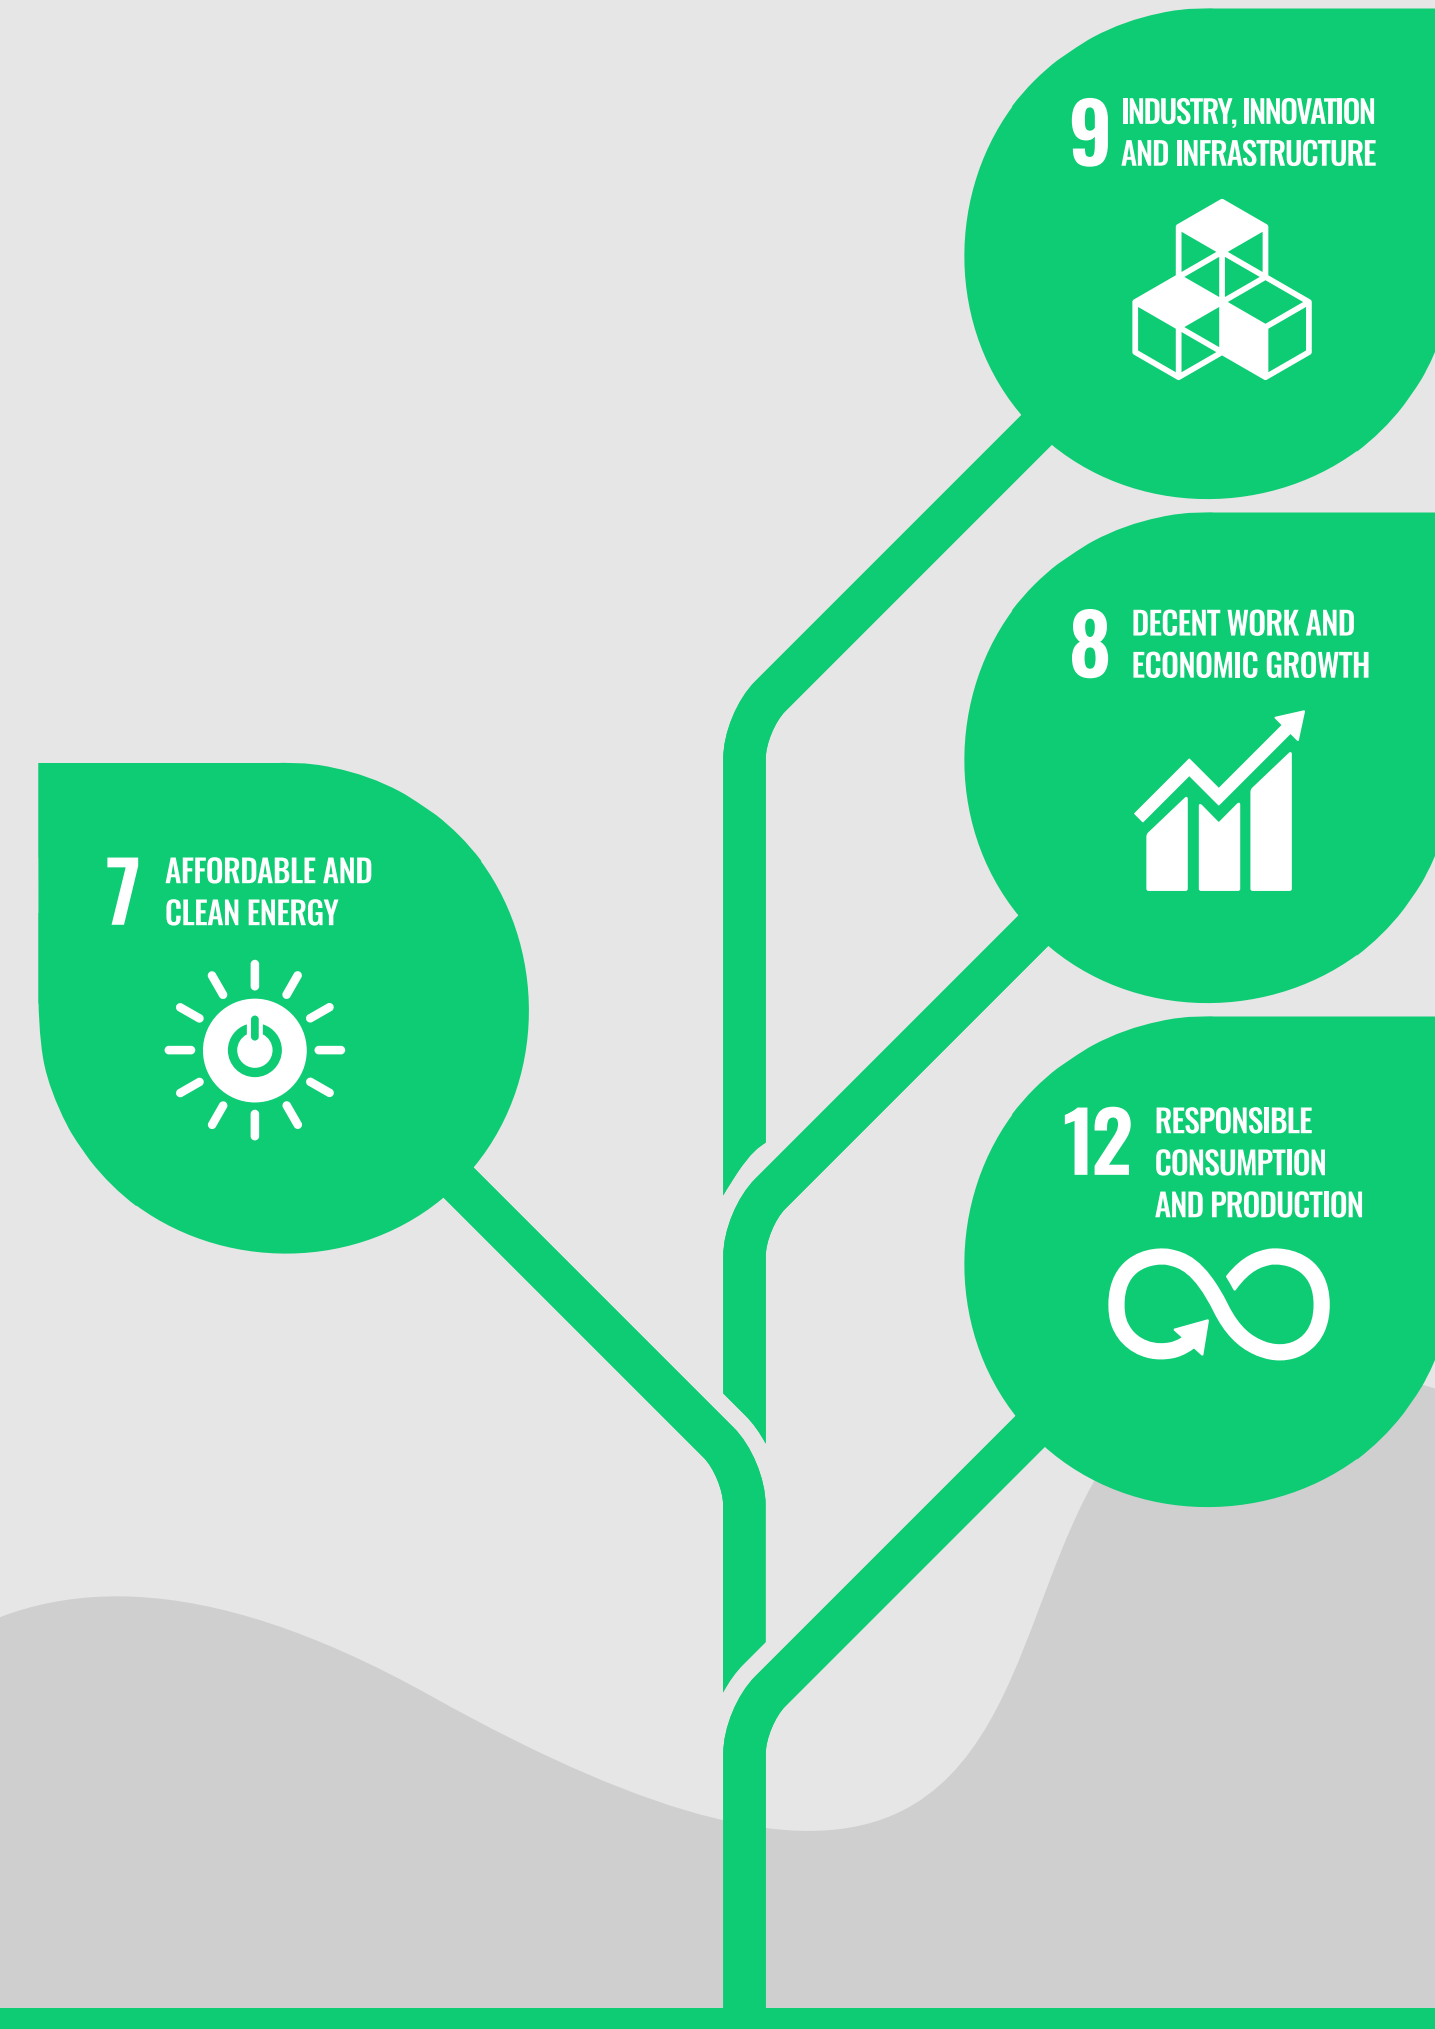 9 INDUSTRY, INNOVATION
AND INFRASTRUCTURE
8 DECENT WORK AND
ECONOMIC GROWTH
7 AFFORDABLE AND
CLEAN ENERGY
12 RESPONSIBLE
CONSUMPTION
AND PRODUCTION